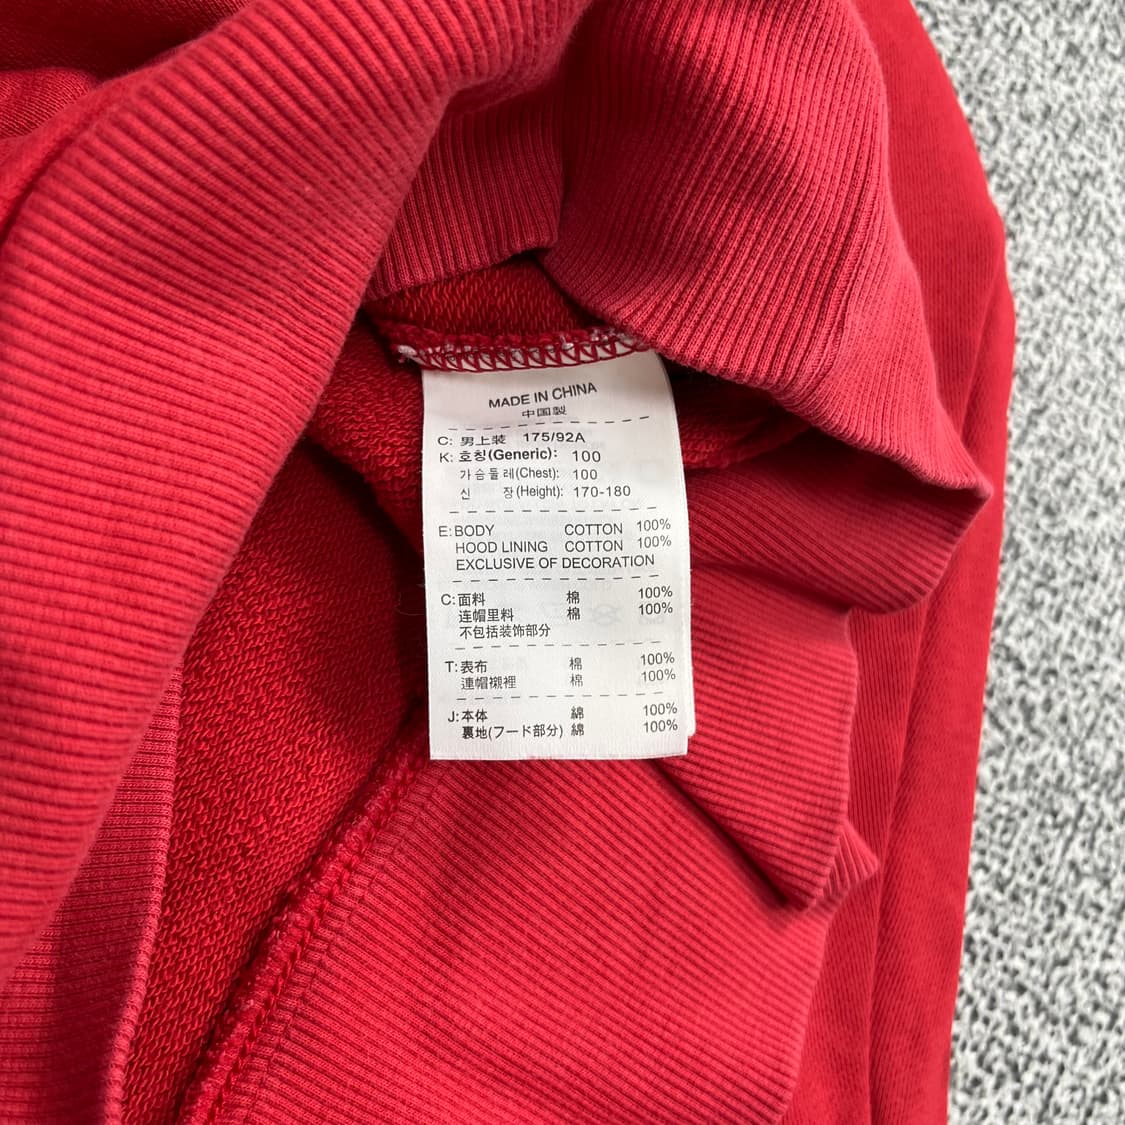 MADE IN CHINA
中国製
C: 男上裝 175/92A
K: 호칭(Generic): 100
가슴둘레(Chest): 100
신 장(Height): 170-180
E: BODY COTTON 100%
HOOD LINING COTTON 100%
EXCLUSIVE OF DECORATION
C: 面料 棉 100%
连帽里料 棉 100%
不包括装饰部分
T: 表布 棉 100%
連帽襯裡 棉 100%
J: 本体 綿 100%
裏地(フード部分) 綿 100%